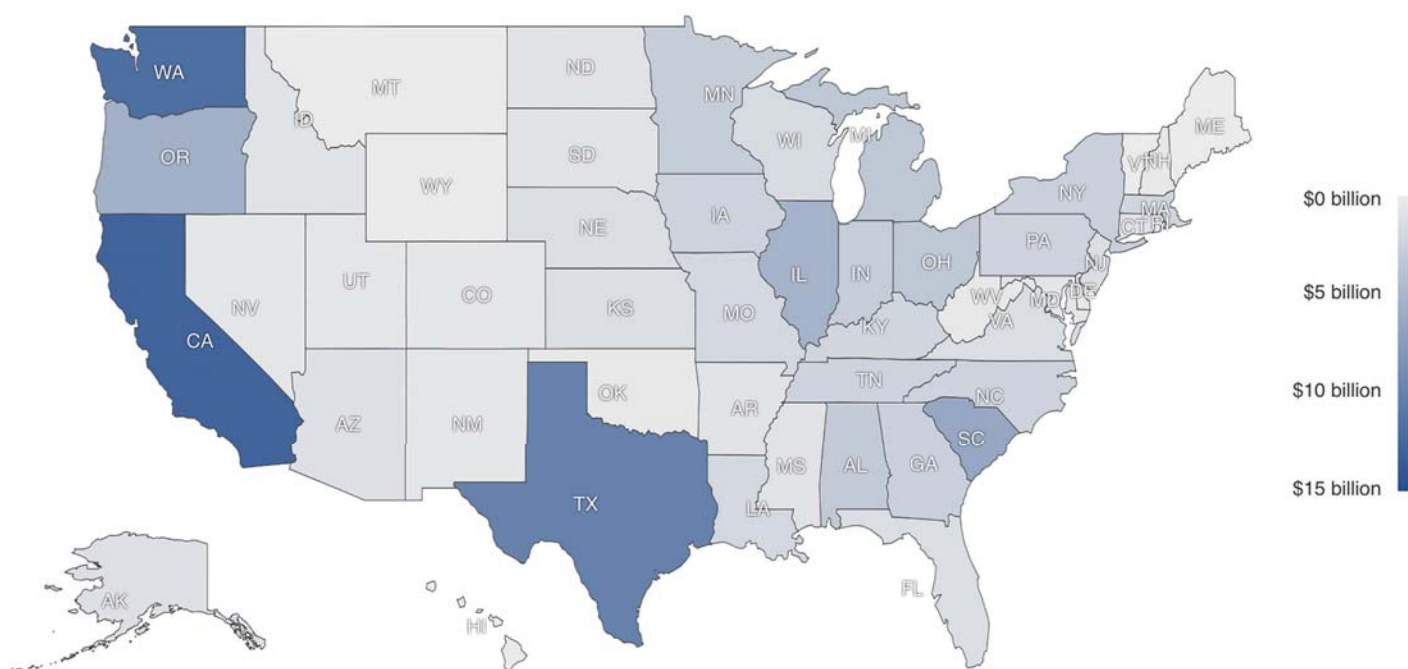 WA
MT
ND
MN
ID
OR
SD
WI
MI
ME
VT
NH
WY
NY
MA
CT
RI
$0 billion
IA
NE
PA
NJ
IL
IN
OH
NV
UT
CO
KS
MO
WV
MD
DE
VA
KY
$5 billion
CA
TN
NC
AZ
NM
OK
AR
SC
$10 billion
MS
AL
GA
TX
LA
$15 billion
FL
AK
HI